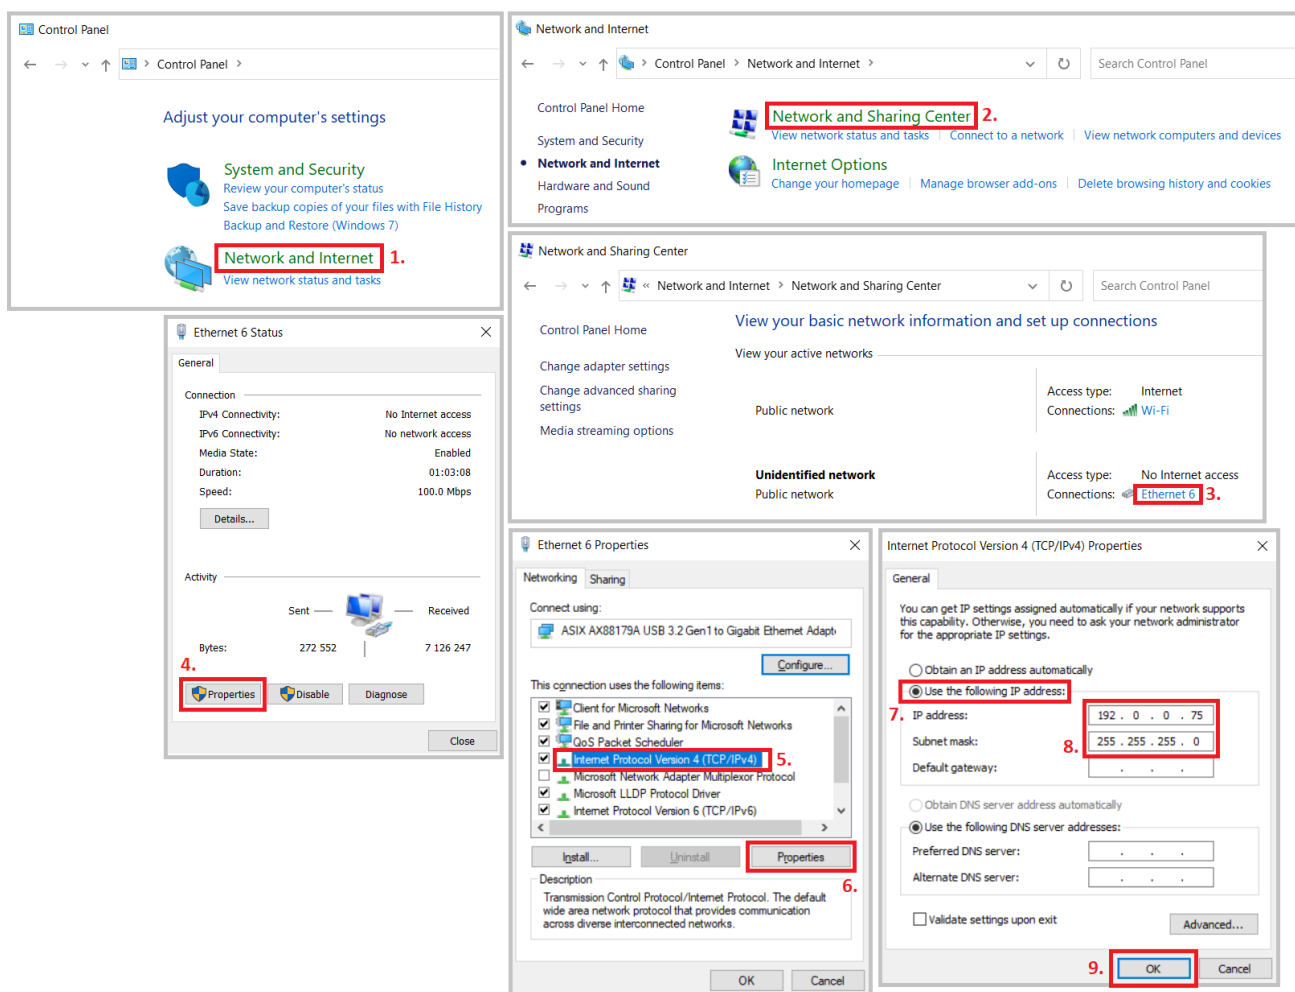 Control Panel
Control Panel
Adjust your computer's settings
System and Security
Review your computer's status
Save backup copies of your files with File History
Backup and Restore (Windows 7)
Network and Internet 1.
View network status and tasks
Network and Internet
Control Panel > Network and Internet >
Search Control Panel
Control Panel Home
System and Security
Network and Internet
Hardware and Sound
Programs
Network and Sharing Center 2.
View network status and tasks | Connect to a network | View network computers and devices
Internet Options
Change your homepage | Manage browser add-ons | Delete browsing history and cookies
Network and Sharing Center
« Network and Internet > Network and Sharing Center
Search Control Panel
Control Panel Home
Change adapter settings
Change advanced sharing
settings
Media streaming options
View your basic network information and set up connections
View your active networks
Public network
Access type: Internet
Connections: Wi-Fi
Unidentified network
Public network
Access type: No Internet access
Connections: Ethernet 6 3.
Ethernet 6 Status
General
Connection
IPv4 Connectivity: No Internet access
IPv6 Connectivity: No network access
Media State: Enabled
Duration: 01:03:08
Speed: 100.0 Mbps
Details...
Activity
Sent — Received
Bytes: 272 552 | 7 126 247
4.
Properties Disable Diagnose
Close
Ethernet 6 Properties
Networking Sharing
Connect using:
ASIX AX88179A USB 3.2 Gen1 to Gigabit Ethernet Adapt
Configure...
This connection uses the following items:
Client for Microsoft Networks
File and Printer Sharing for Microsoft Networks
QoS Packet Scheduler
Internet Protocol Version 4 (TCP/IPv4) 5.
Microsoft Network Adapter Multiplexor Protocol
Microsoft LLDP Protocol Driver
Internet Protocol Version 6 (TCP/IPv6)
Install... Uninstall Properties
6.
Description
Transmission Control Protocol/Internet Protocol. The default
wide area network protocol that provides communication
across diverse interconnected networks.
OK Cancel
Internet Protocol Version 4 (TCP/IPv4) Properties
General
You can get IP settings assigned automatically if your network supports
this capability. Otherwise, you need to ask your network administrator
for the appropriate IP settings.
Obtain an IP address automatically
Use the following IP address:
7. IP address: 192 . 0 . 0 . 75
Subnet mask: 8. 255 . 255 . 255 . 0
Default gateway: . . .
Obtain DNS server address automatically
Use the following DNS server addresses:
Preferred DNS server: . . .
Alternate DNS server: . . .
Validate settings upon exit
Advanced...
9. OK Cancel